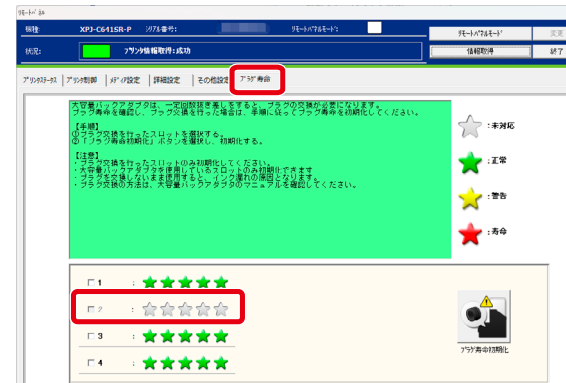 リモートパネル
機種: XPJ-C641SR-P シリアル番号: リモートパネルモード:
リモートパネルモード 変更
状況: プリンタ情報取得:成功
情報取得 終了
プリンタステータス プリンタ制御 メディア設定 詳細設定 その他設定 プラグ寿命
大容量バックアダプタは、一定回数抜き差しをすると、プラグの交換が必要になります。
プラグ寿命を確認し、プラグ交換を行った場合は、手順に従ってプラグ寿命を初期化してください。
【手順】
①プラグ交換を行ったスロットを選択する。
②「プラグ寿命初期化」ボタンを選択し、初期化する。
【注意】
・プラグ交換を行ったスロットのみ初期化してください。
・大容量バックアダプタを使用しているスロットのみ初期化できます
・プラグを交換しないまま使用すると、インク漏れの原因となります。
・プラグ交換の方法は、大容量バックアダプタのマニュアルを確認してください。
:未対応
:正常
:警告
:寿命
1 :
2 :
3 :
4 :
プラグ寿命初期化